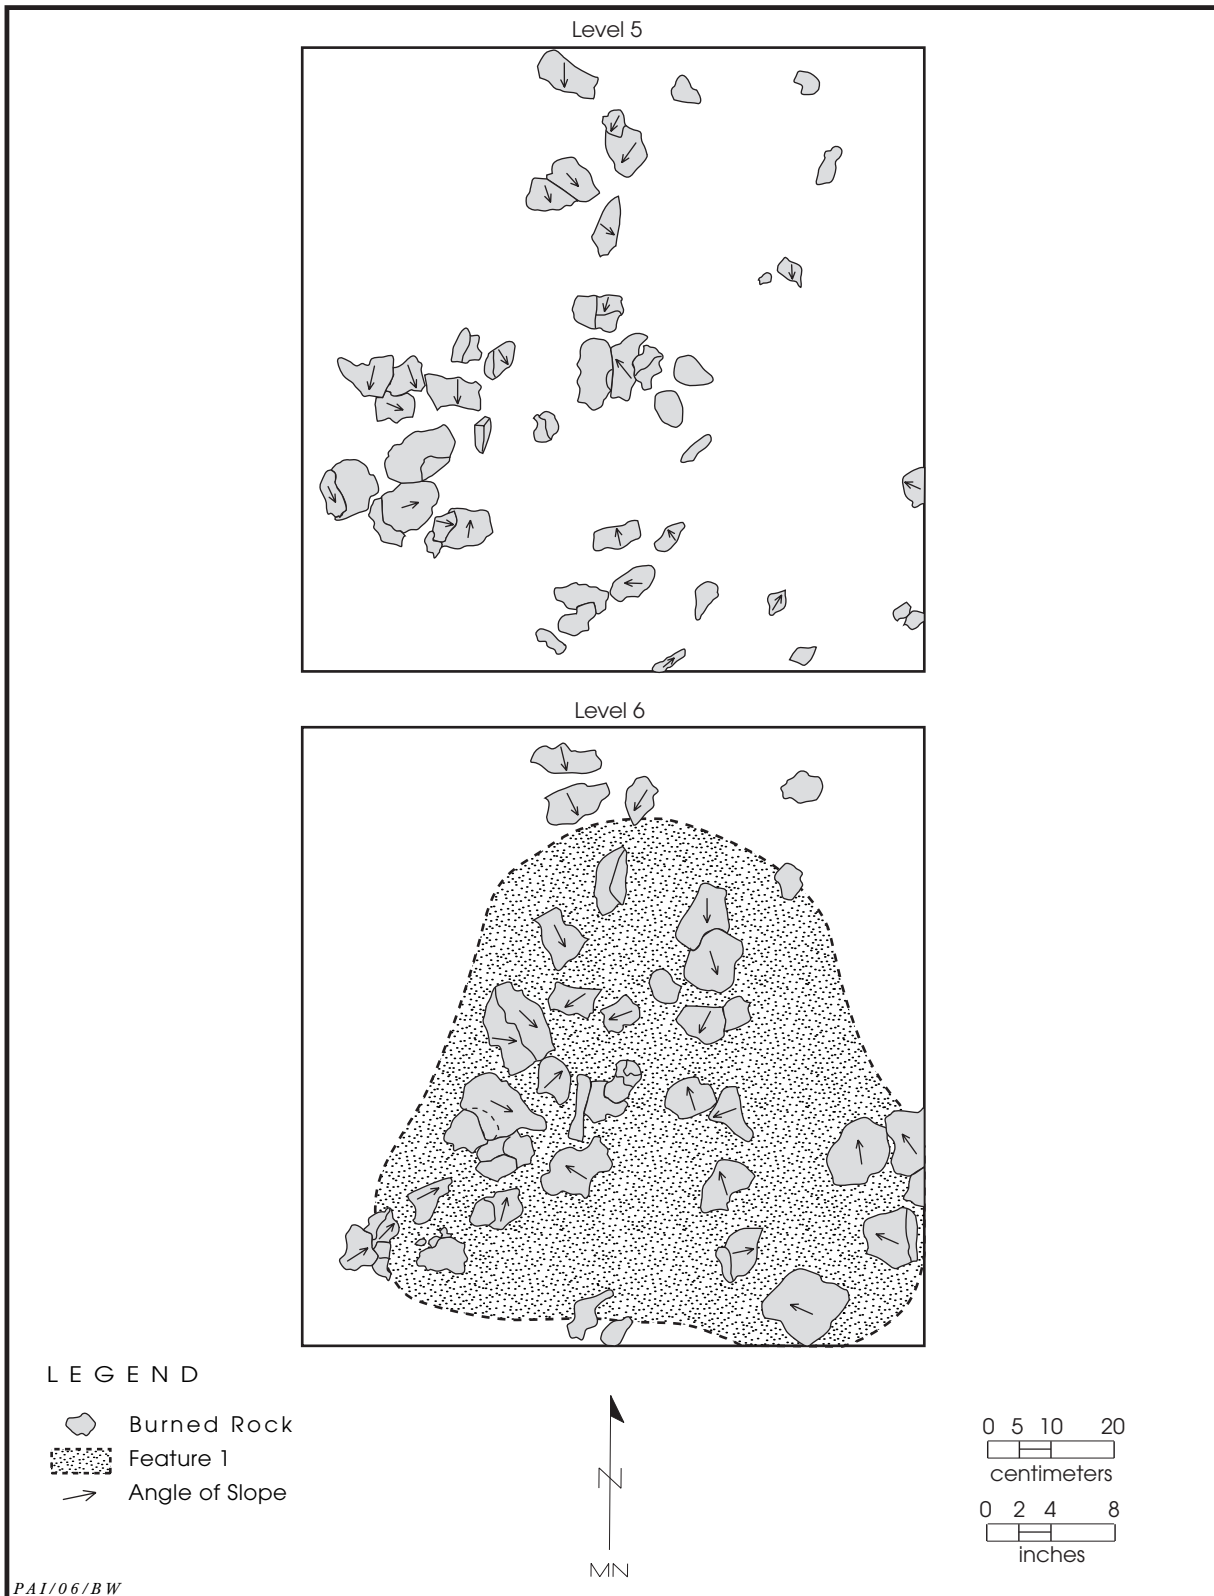 Level 5
Level 6
LEGEND
Burned Rock
Feature 1
Angle of Slope
N
MN
0 5 10 20
centimeters
0 2 4 8
inches
PAI/06/BW